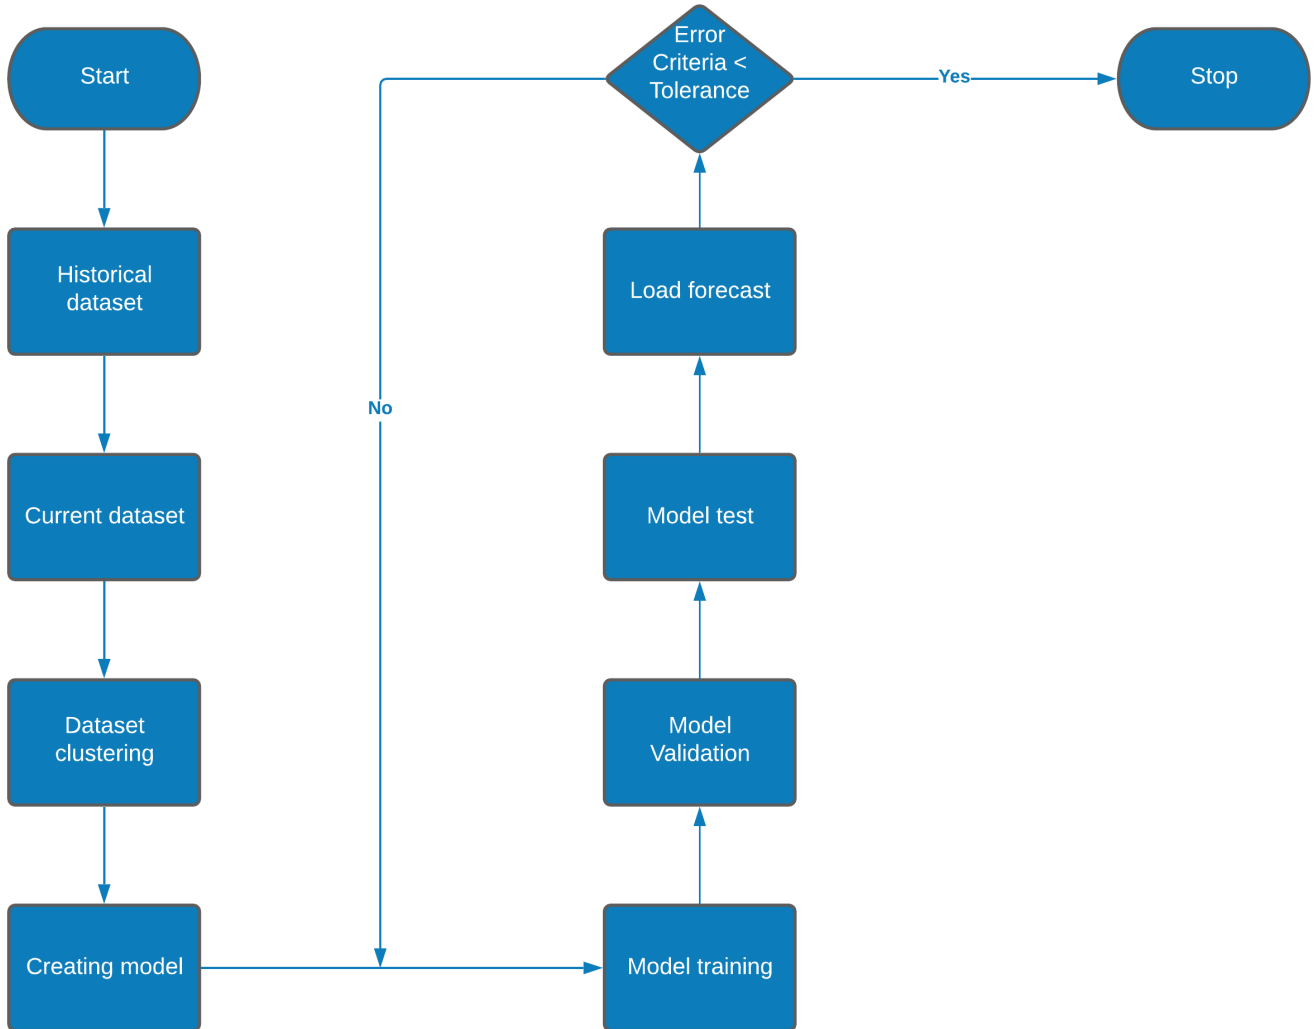 Start
Historical
dataset
Current dataset
Dataset
clustering
Creating model
No
Error
Criteria <
Tolerance
Load forecast
Model test
Model
Validation
Model training
Yes
Stop